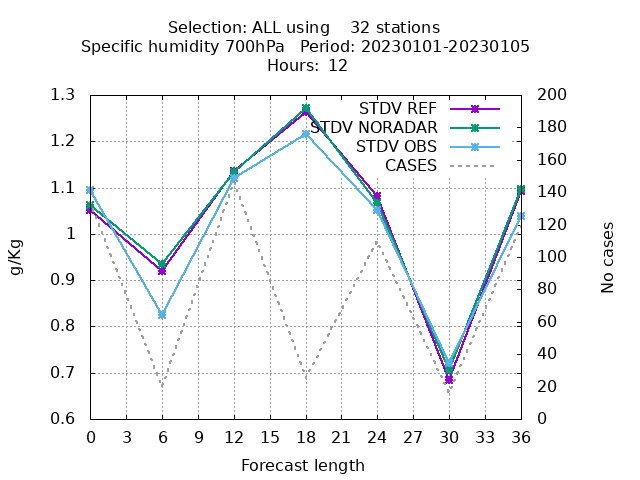 Selection: ALL using 32 stations
Specific humidity 700hPa Period: 20230101-20230105
Hours: 12
STDV REF
STDV NORADAR
STDV OBS
CASES
1.3
1.2
1.1
1
0.9
0.8
0.7
0.6
g/Kg
200
180
160
140
120
100
80
60
40
20
0
No cases
0 3 6 9 12 15 18 21 24 27 30 33 36
Forecast length